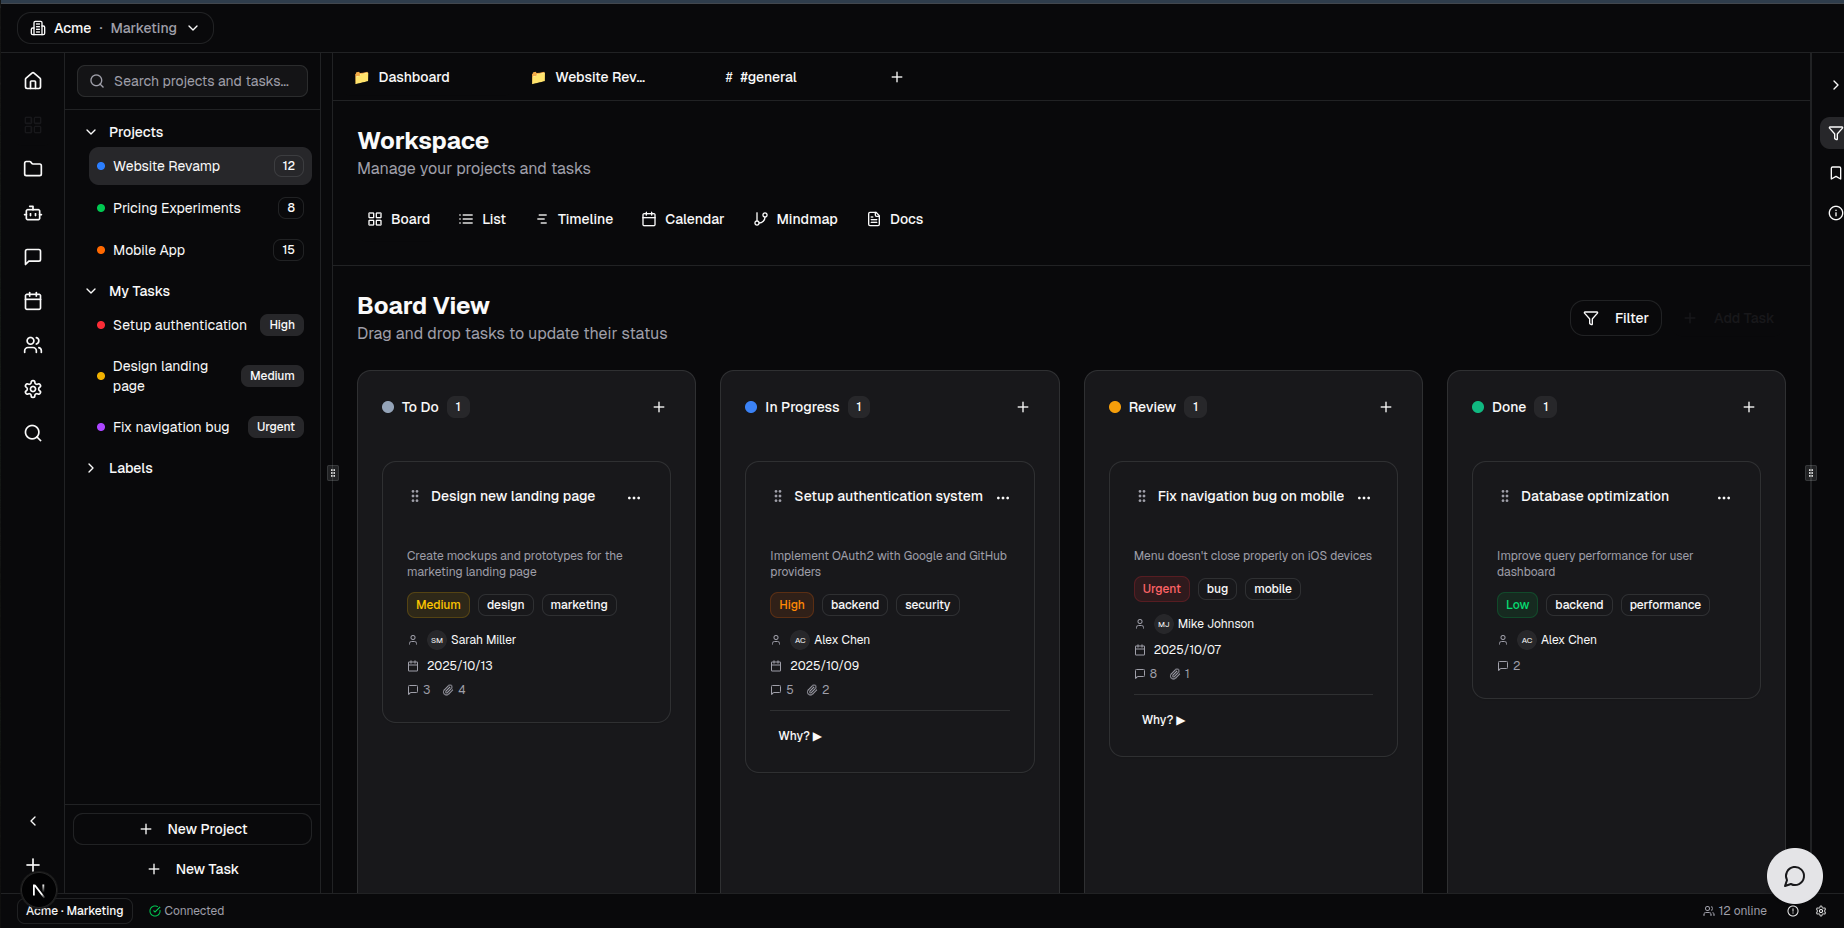 Acme · Marketing
Search projects and tasks...
Projects
Website Revamp 12
Pricing Experiments 8
Mobile App 15
My Tasks
Setup authentication High
Design landing
page
Medium
Fix navigation bug Urgent
Labels
New Project
New Task
Dashboard
Website Rev...
# #general
Workspace
Manage your projects and tasks
Board List Timeline Calendar Mindmap Docs
Board View
Drag and drop tasks to update their status
Filter
Add Task
To Do 1
Design new landing page
Create mockups and prototypes for the
marketing landing page
Medium design marketing
SM Sarah Miller
2025/10/13
3 4
In Progress 1
Setup authentication system
Implement OAuth2 with Google and GitHub
providers
High backend security
AC Alex Chen
2025/10/09
5 2
Why? ▶
Review 1
Fix navigation bug on mobile
Menu doesn't close properly on iOS devices
Urgent bug mobile
MJ Mike Johnson
2025/10/07
8 1
Why? ▶
Done 1
Database optimization
Improve query performance for user
dashboard
Low backend performance
AC Alex Chen
2
N
Acme · Marketing
Connected
12 online